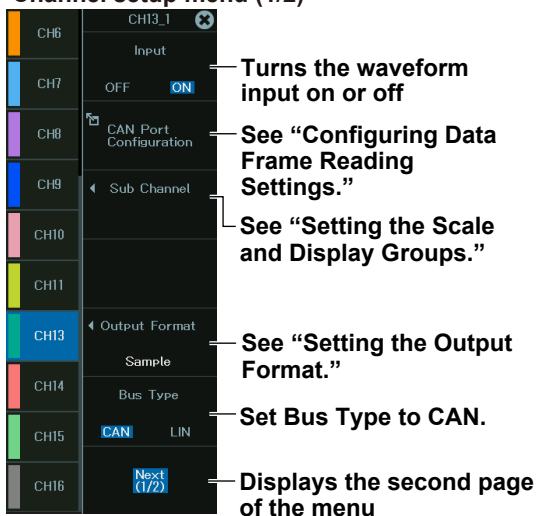 Channel setup menu (1/2)
CH6
CH7
CH8
CH9
CH10
CH11
CH13
CH14
CH15
CH16
CH13_1
Input
OFF ON
CAN Port
Configuration
Sub Channel
Output Format
Sample
Bus Type
CAN LIN
Next
(1/2)
Turns the waveform
input on or off
See “Configuring Data
Frame Reading
Settings.”
See “Setting the Scale
and Display Groups.”
See “Setting the Output
Format.”
Set Bus Type to CAN.
Displays the second page
of the menu